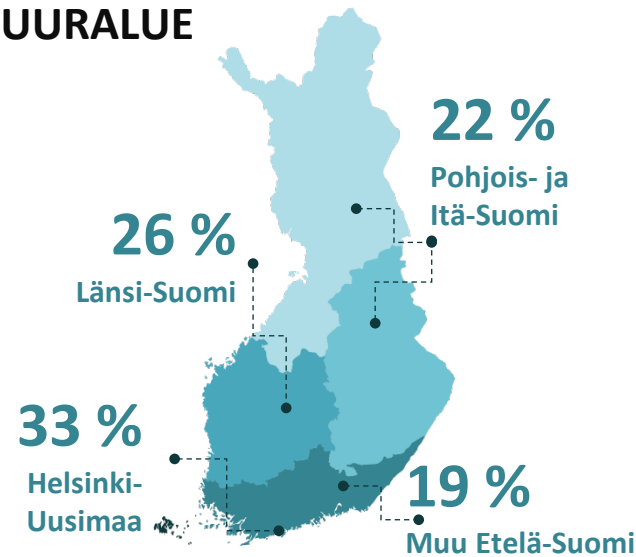 UURALUE
22 %
Pohjois- ja
Itä-Suomi
26 %
Länsi-Suomi
33 %
Helsinki-
Uusimaa
19 %
Muu Etelä-Suomi